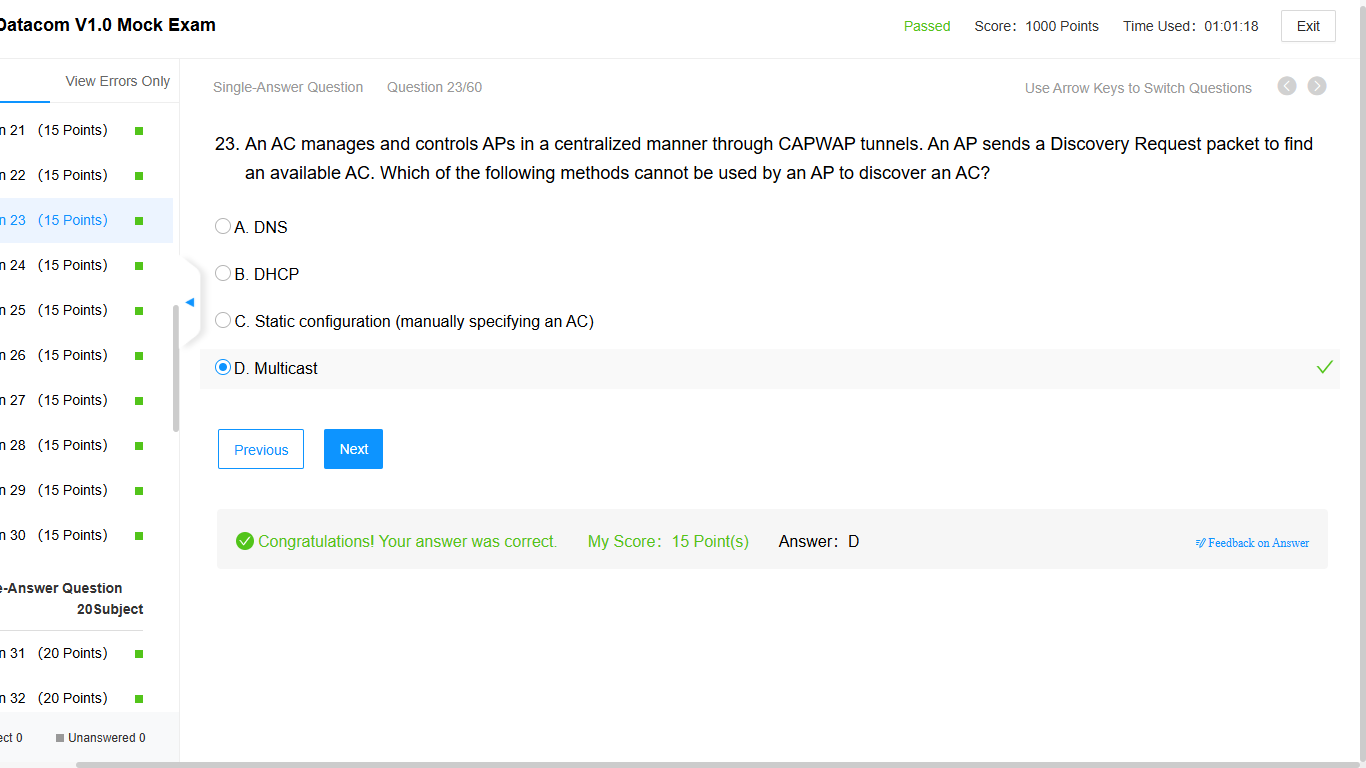 Datacom V1.0 Mock Exam
Passed Score：1000 Points Time Used：01:01:18 Exit
View Errors Only
Single-Answer Question Question 23/60 Use Arrow Keys to Switch Questions
n 21 (15 Points)
n 22 (15 Points)
n 23 (15 Points)
n 24 (15 Points)
n 25 (15 Points)
n 26 (15 Points)
n 27 (15 Points)
n 28 (15 Points)
n 29 (15 Points)
n 30 (15 Points)
e-Answer Question
20Subject
n 31 (20 Points)
n 32 (20 Points)
ect 0 Unanswered 0
23. An AC manages and controls APs in a centralized manner through CAPWAP tunnels. An AP sends a Discovery Request packet to find
an available AC. Which of the following methods cannot be used by an AP to discover an AC?
A. DNS
B. DHCP
C. Static configuration (manually specifying an AC)
D. Multicast
Previous Next
Congratulations! Your answer was correct. My Score：15 Point(s) Answer：D Feedback on Answer